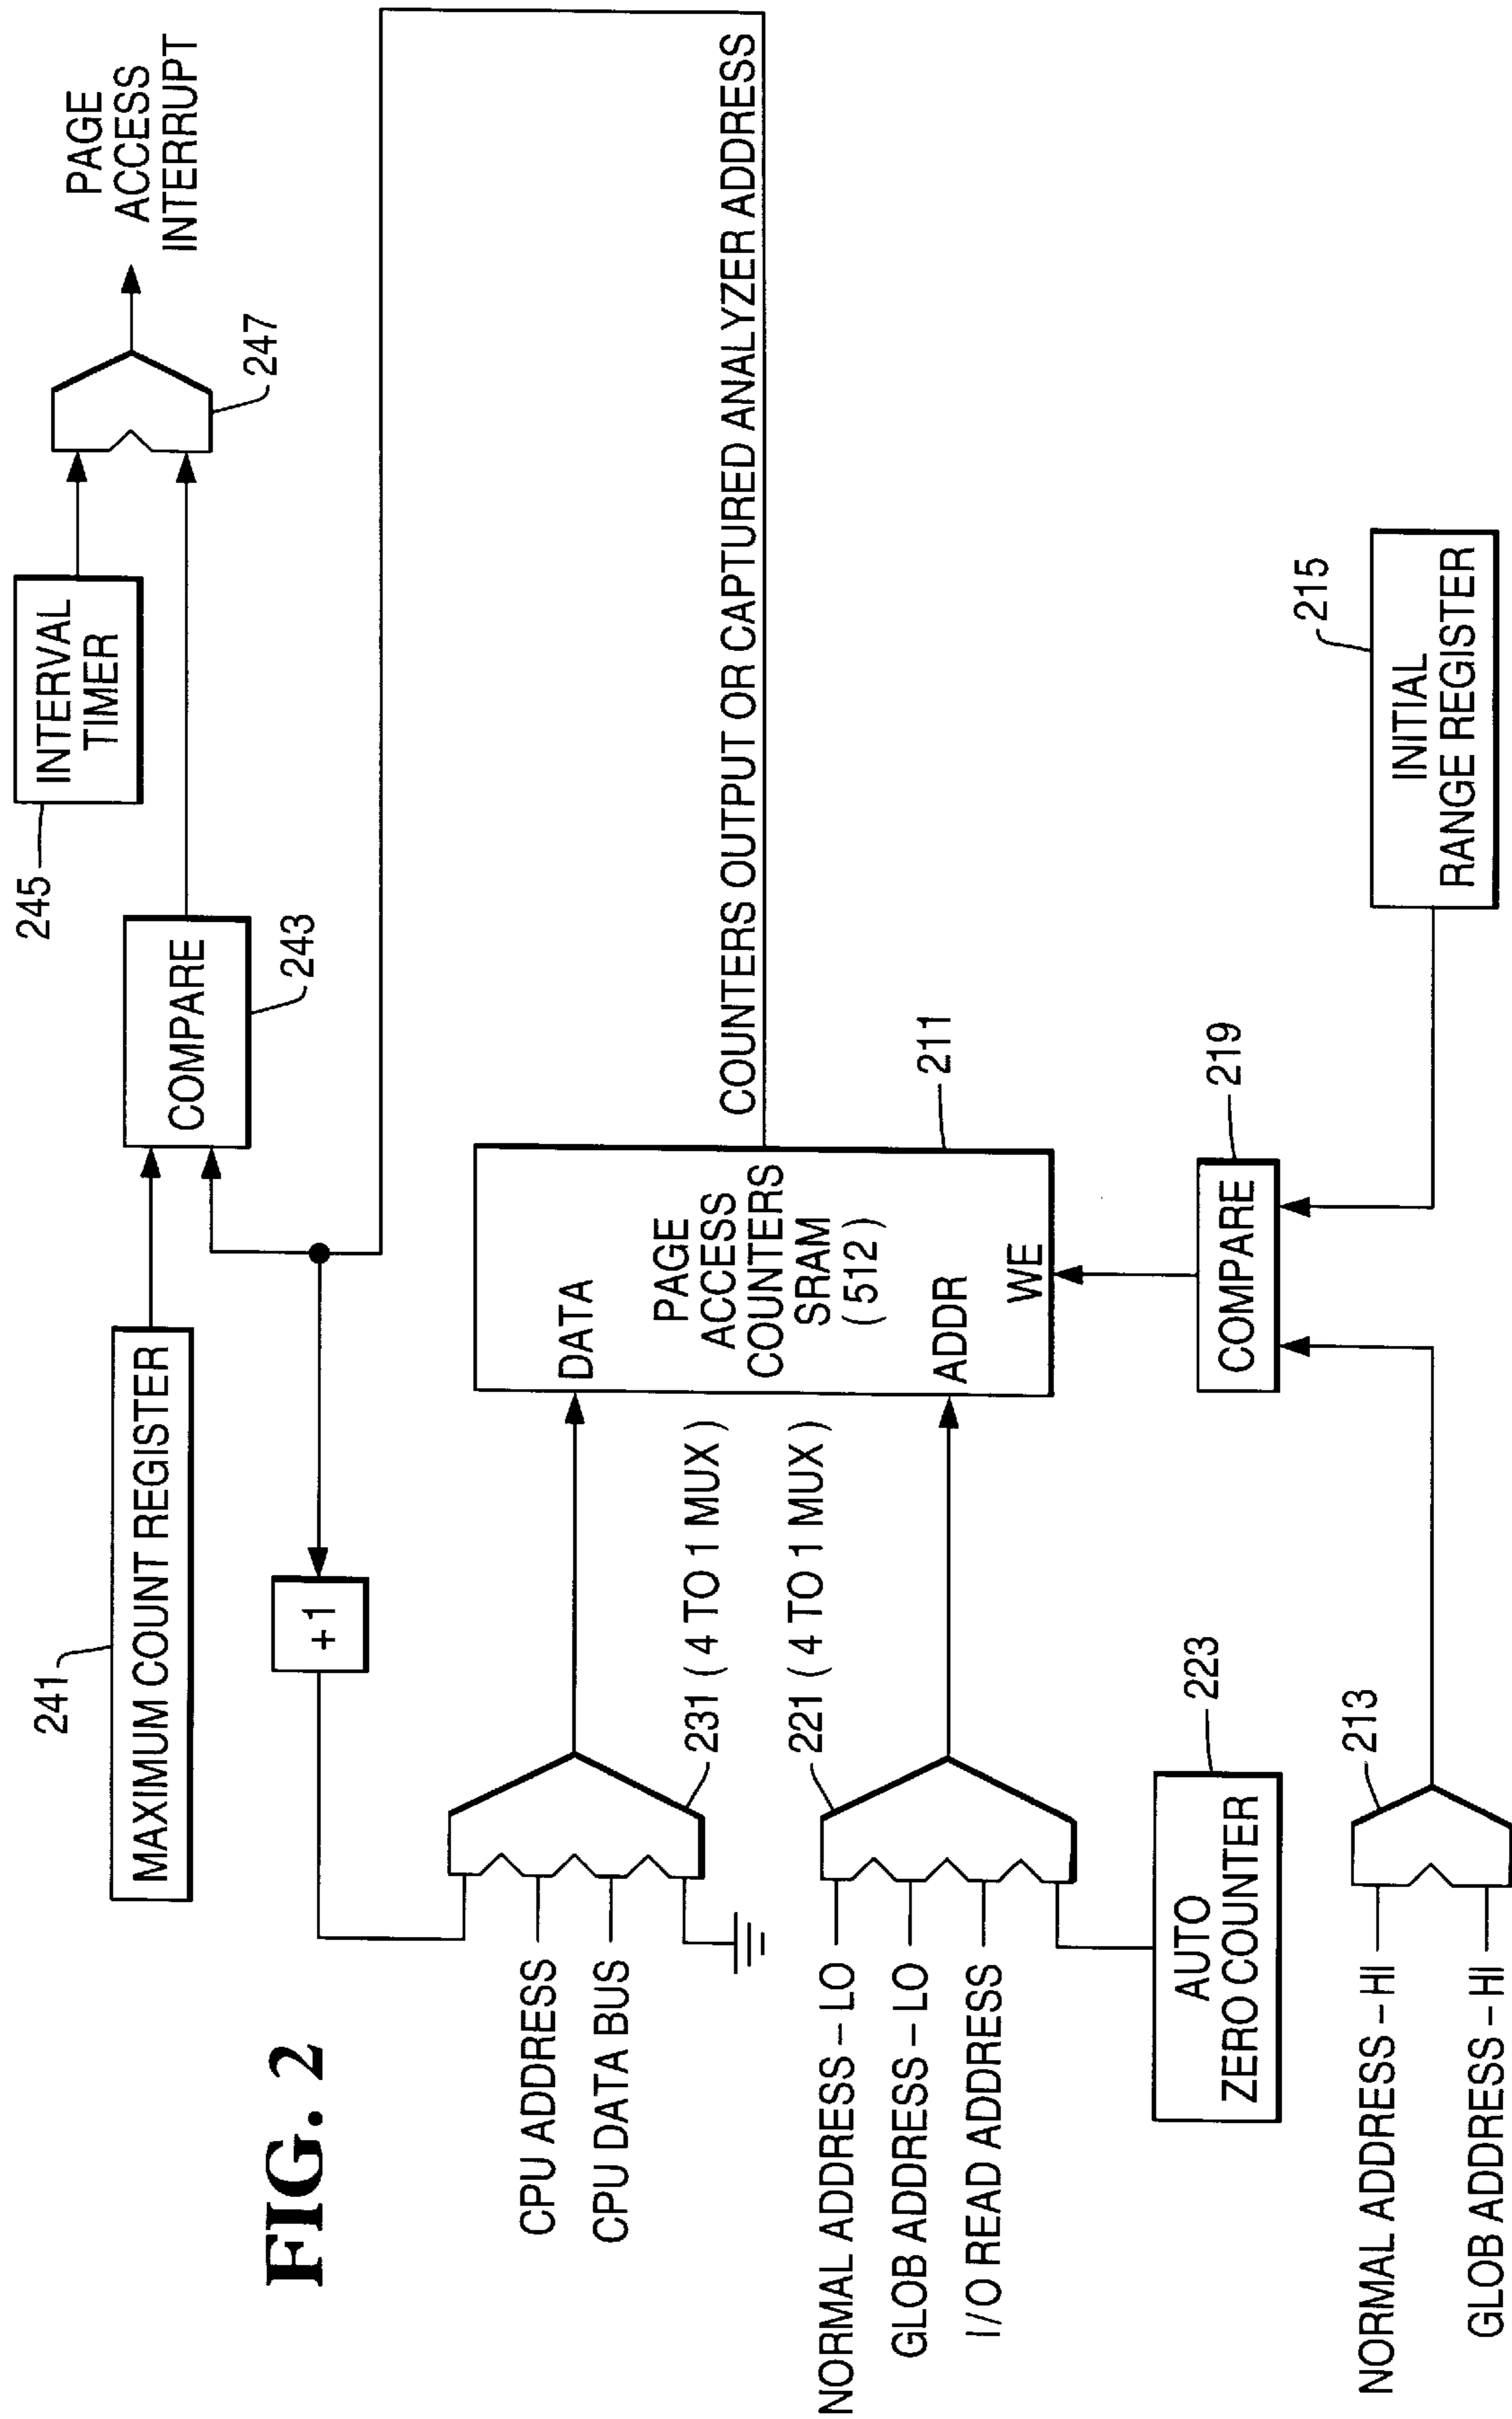 FIG. 2
241
MAXIMUM COUNT REGISTER
245
INTERVAL
TIMER
PAGE
ACCESS
INTERRUPT
247
COMPARE
243
+1
CPU ADDRESS
CPU DATA BUS
231 ( 4 TO 1 MUX )
DATA
PAGE
ACCESS
COUNTERS
SRAM
( 512 )
ADDR
WE
211
COUNTERS OUTPUT OR CAPTURED ANALYZER ADDRESS
221 ( 4 TO 1 MUX )
NORMAL ADDRESS – LO
GLOB ADDRESS – LO
I/O READ ADDRESS
AUTO
ZERO COUNTER
223
COMPARE
219
INITIAL
RANGE REGISTER
215
NORMAL ADDRESS – HI
GLOB ADDRESS – HI
213